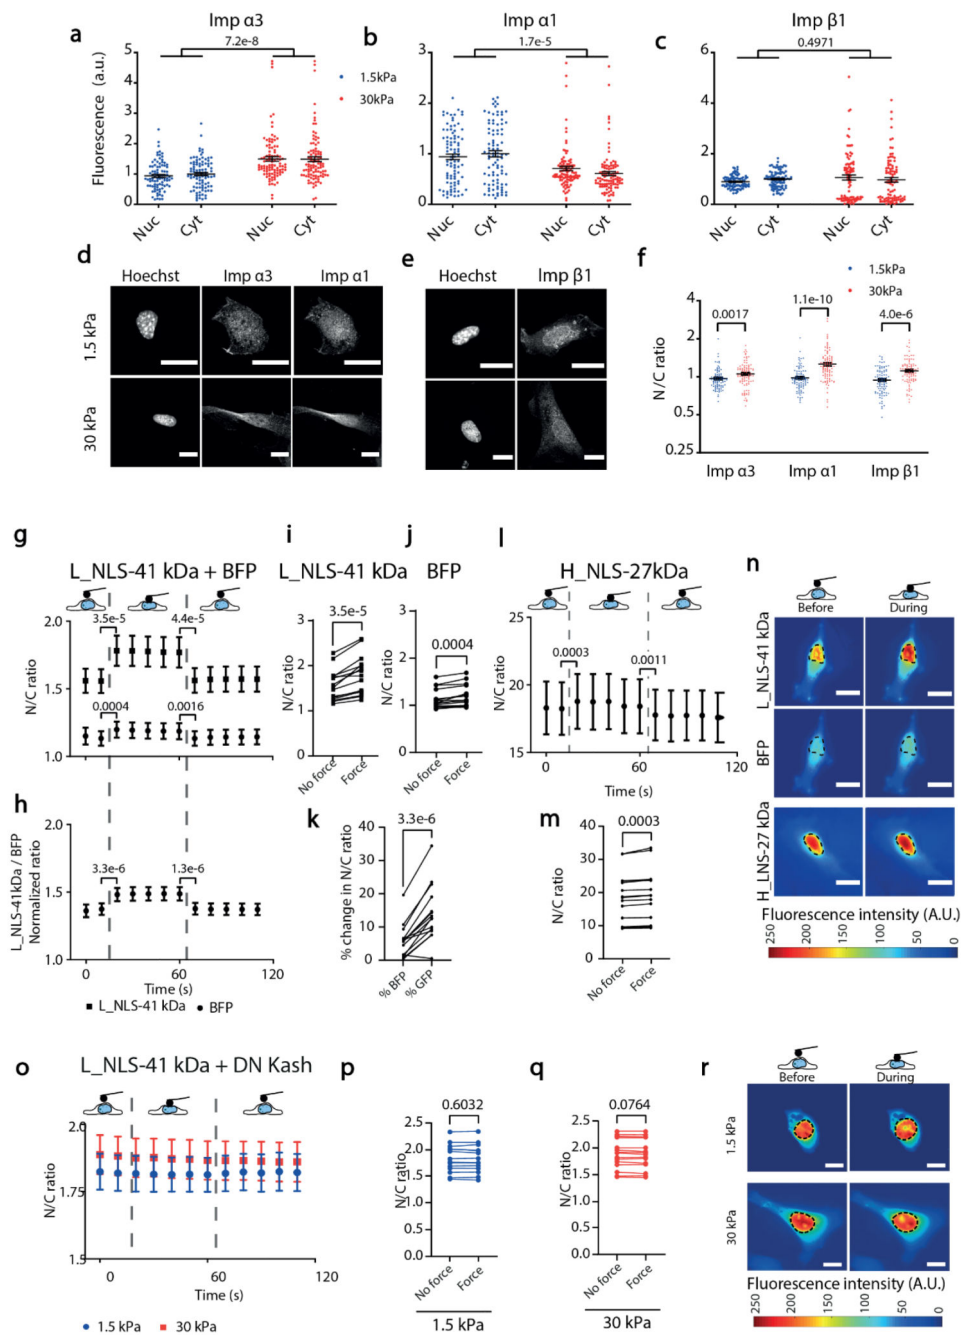 Imp α3
Imp α1
Imp β1
a
b
c
7.2e-8
1.7e-5
0.4971
Fluorescence (a.u.)
5
4
3
2
1
0
1.5kPa
30kPa
3
2
1
0
6
4
2
0
Nuc
Cyt
Nuc
Cyt
Nuc
Cyt
Nuc
Cyt
Nuc
Cyt
Nuc
Cyt
d
Hoechst
Imp α3
Imp α1
1.5 kPa
30 kPa
e
Hoechst
Imp β1
f
1.5kPa
30kPa
N/C ratio
4
2
1
0.5
0.25
0.0017
1.1e-10
4.0e-6
Imp α3
Imp α1
Imp β1
g
L_NLS-41 kDa + BFP
N/C ratio
2.0
1.5
1.0
3.5e-5
4.4e-5
0.0004
0.0016
h
L_NLS-41kDa / BFP
Normalized ratio
2.0
1.5
1.0
3.3e-6
1.3e-6
0
60
120
Time (s)
L_NLS-41 kDa
BFP
i
L_NLS-41 kDa
N/C ratio
3
2
1
0
3.5e-5
No force
Force
j
BFP
N/C ratio
3
2
1
0
0.0004
No force
Force
k
% change in N/C ratio
40
30
20
10
0
3.3e-6
% BFP
% GFP
l
H_NLS-27kDa
N/C ratio
25
20
15
0.0003
0.0011
0
60
120
Time (s)
m
N/C ratio
40
30
20
10
0
0.0003
No force
Force
n
Before
During
L_NLS-41 kDa
BFP
H_LNS-27 kDa
Fluorescence intensity (A.U.)
250
200
150
100
50
0
o
L_NLS-41 kDa + DN Kash
N/C ratio
2.0
1.75
1.5
0
60
120
Time (s)
1.5 kPa
30 kPa
p
N/C ratio
2.5
2.0
1.5
1.0
0.5
0.0
0.6032
No force
Force
1.5 kPa
q
N/C ratio
2.5
2.0
1.5
1.0
0.5
0.0
0.0764
No force
Force
30 kPa
r
Before
During
1.5 kPa
30 kPa
Fluorescence intensity (A.U.)
250
200
150
100
50
0